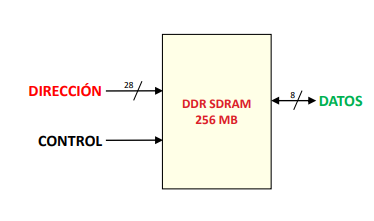 28
DIRECCIÓN
CONTROL
DDR SDRAM
256 MB
8
DATOS